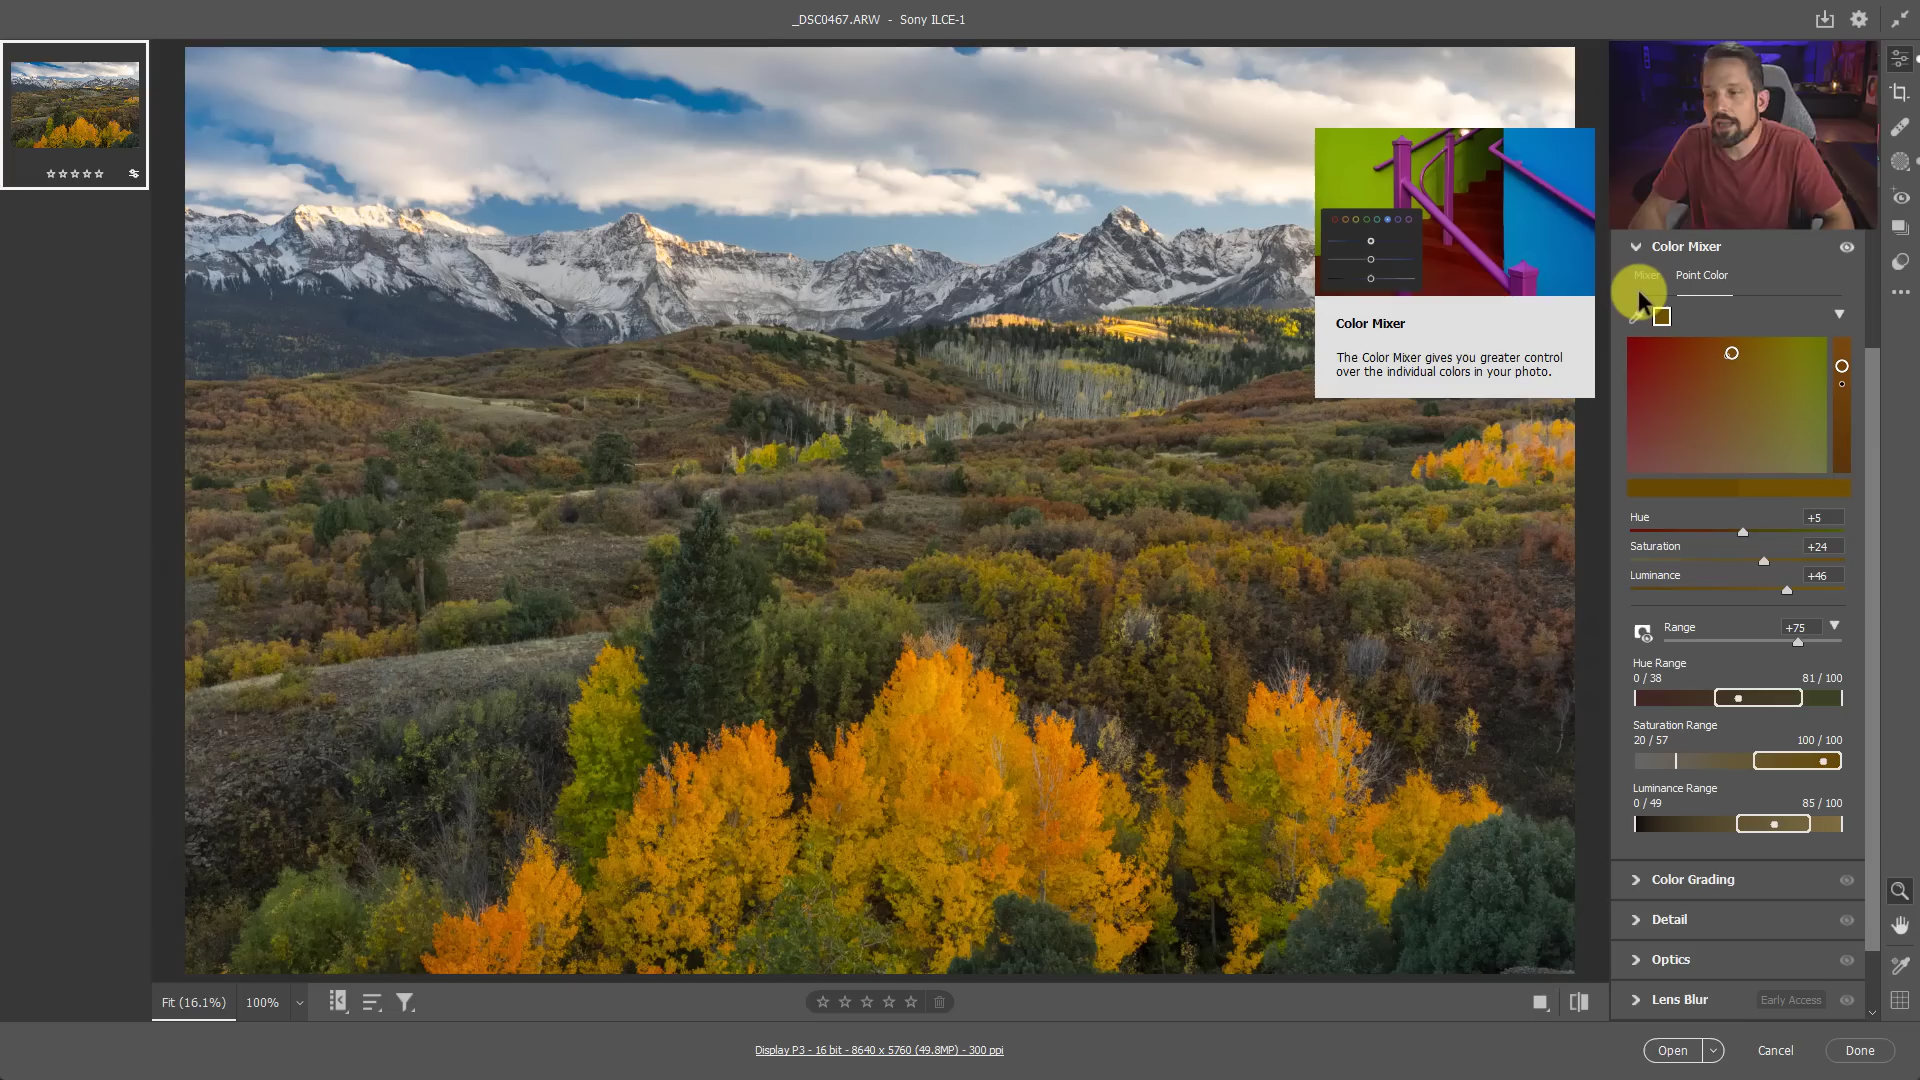 _DSC0467.ARW - Sony ILCE-1
Color Mixer
Mixer Point Color
Color Mixer
The Color Mixer gives you greater control
over the individual colors in your photo.
Hue +5
Saturation +24
Luminance +46
Range +75
Hue Range
0 / 38 81 / 100
Saturation Range
20 / 57 100 / 100
Luminance Range
0 / 49 85 / 100
Color Grading
Detail
Optics
Lens Blur Early Access
Fit (16.1%) 100%
Display P3 - 16 bit - 8640 x 5760 (49.8MP) - 300 ppi
Open Cancel Done